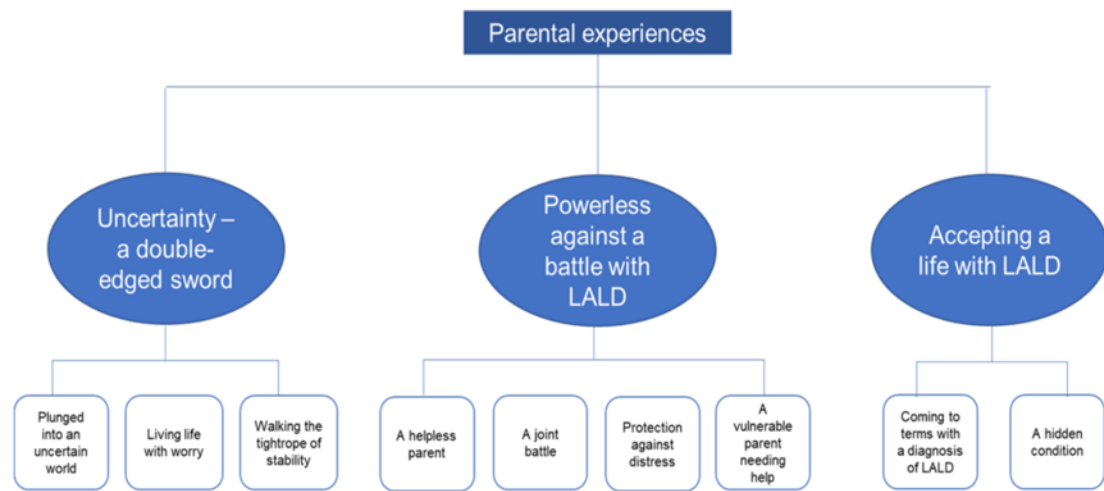 Parental experiences
Uncertainty –
a double-
edged sword
Powerless
against a
battle with
LALD
Accepting a
life with LALD
Plunged
into an
uncertain
world
Living life
with worry
Walking the
tightrope of
stability
A helpless
parent
A joint
battle
Protection
against
distress
A
vulnerable
parent
needing
help
Coming to
terms with
a diagnosis
of LALD
A hidden
condition